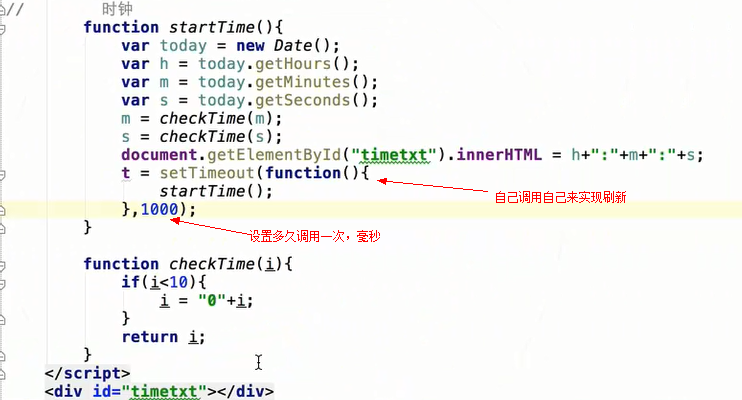 //        时钟
function startTime(){
    var today = new Date();
    var h = today.getHours();
    var m = today.getMinutes();
    var s = today.getSeconds();
    m = checkTime(m);
    s = checkTime(s);
    document.getElementById("timetxt").innerHTML = h+":"+m+":"+s;
    t = setTimeout(function(){
自己调用自己来实现刷新
        startTime();
    },1000);
设置多久调用一次，毫秒
}
function checkTime(i){
    if(i<10){
        i = "0"+i;
    }
    return i;
}
</script>
<div id="timetxt"></div>